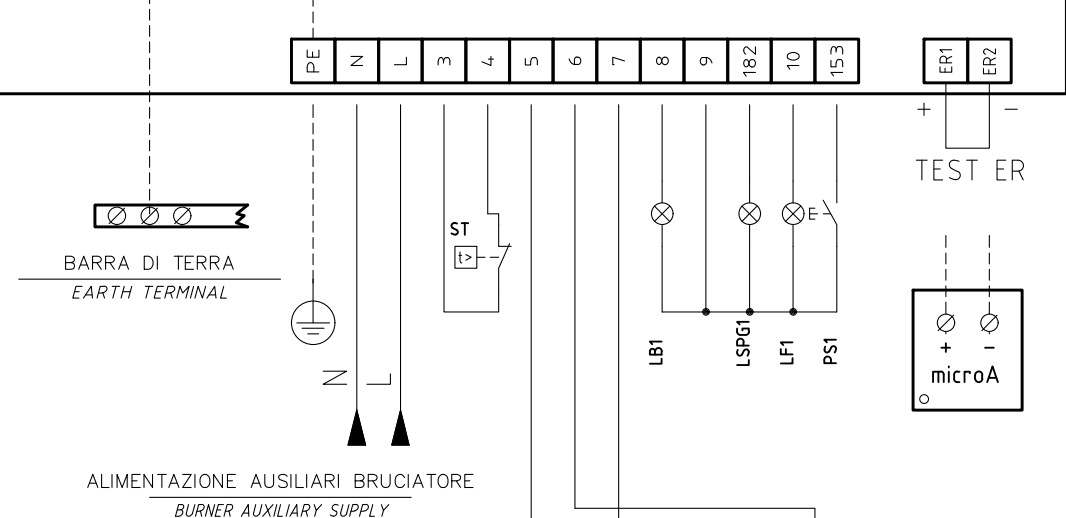 PE N L 3 4 5 6 7 8 9 182 10 153 ER1 ER2
+ −
TEST ER
BARRA DI TERRA
EARTH TERMINAL
ST
t>
E
LB1 LSPG1 LF1 PS1
+ −
microA
N L
ALIMENTAZIONE AUSILIARI BRUCIATORE
BURNER AUXILIARY SUPPLY